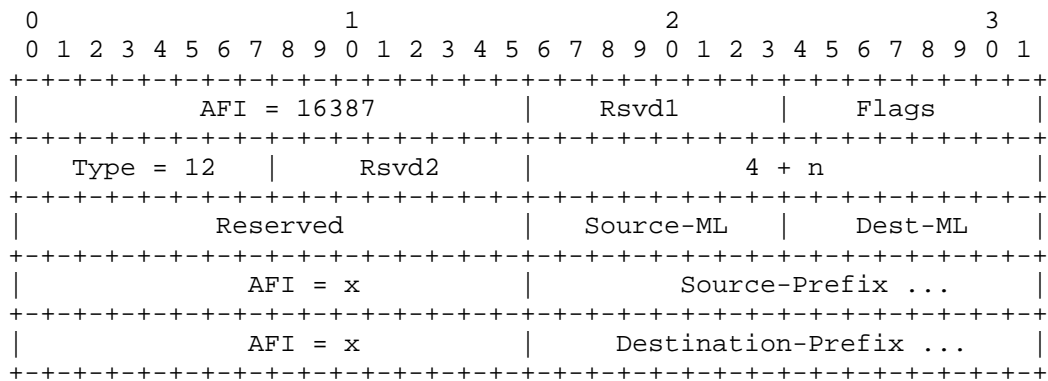 0                   1                   2                   3
 0 1 2 3 4 5 6 7 8 9 0 1 2 3 4 5 6 7 8 9 0 1 2 3 4 5 6 7 8 9 0 1
+-+-+-+-+-+-+-+-+-+-+-+-+-+-+-+-+-+-+-+-+-+-+-+-+-+-+-+-+-+-+-+-+
|           AFI = 16387         |     Rsvd1     |     Flags     |
+-+-+-+-+-+-+-+-+-+-+-+-+-+-+-+-+-+-+-+-+-+-+-+-+-+-+-+-+-+-+-+-+
|   Type = 12   |     Rsvd2     |             4 + n             |
+-+-+-+-+-+-+-+-+-+-+-+-+-+-+-+-+-+-+-+-+-+-+-+-+-+-+-+-+-+-+-+-+
|            Reserved           |   Source-ML   |    Dest-ML    |
+-+-+-+-+-+-+-+-+-+-+-+-+-+-+-+-+-+-+-+-+-+-+-+-+-+-+-+-+-+-+-+-+
|              AFI = x          |         Source-Prefix ...     |
+-+-+-+-+-+-+-+-+-+-+-+-+-+-+-+-+-+-+-+-+-+-+-+-+-+-+-+-+-+-+-+-+
|              AFI = x          |     Destination-Prefix ...    |
+-+-+-+-+-+-+-+-+-+-+-+-+-+-+-+-+-+-+-+-+-+-+-+-+-+-+-+-+-+-+-+-+